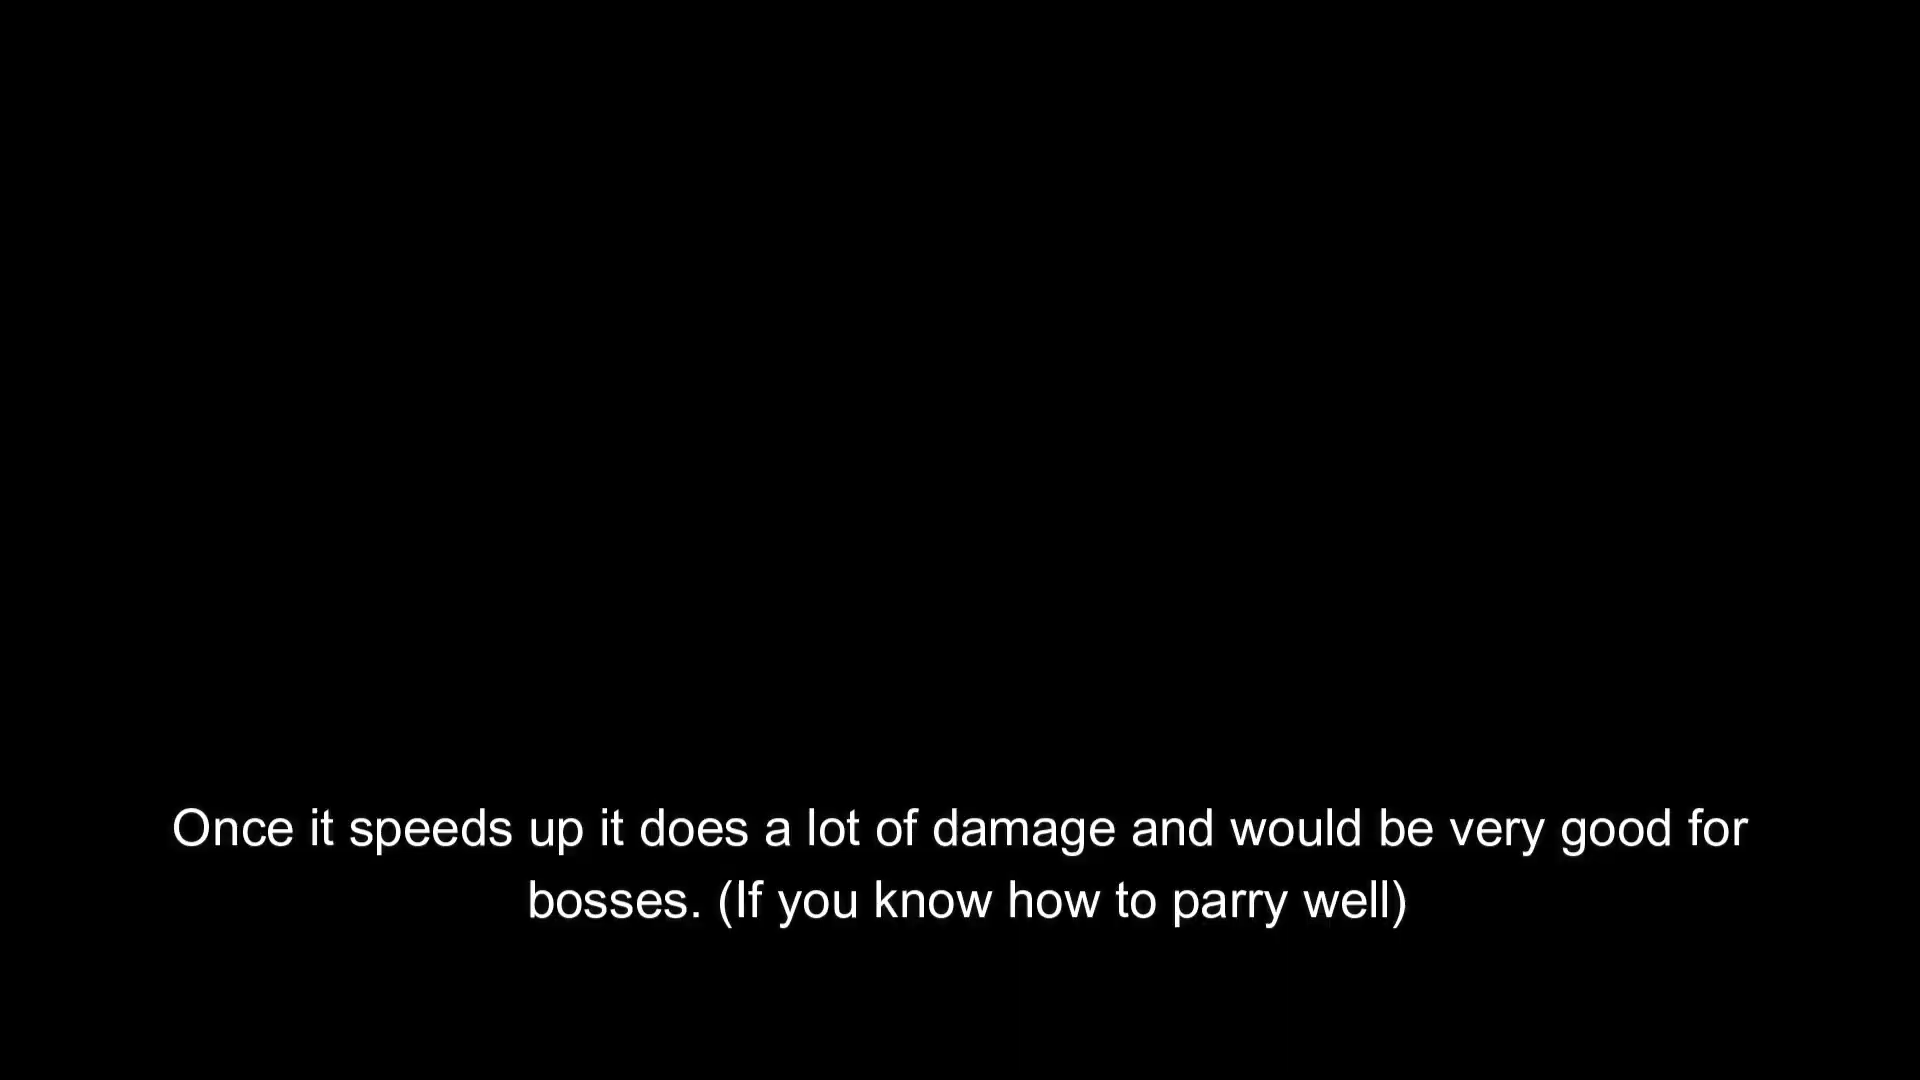 Once it speeds up it does a lot of damage and would be very good for
bosses. (If you know how to parry well)